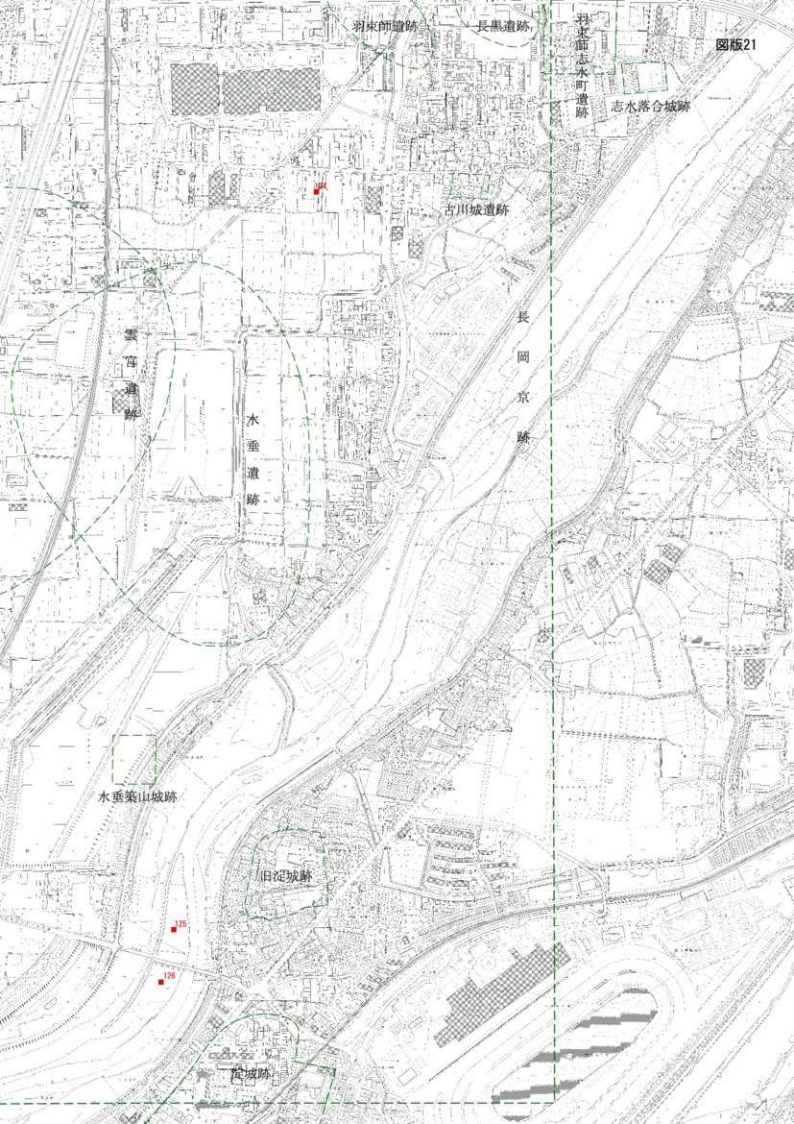 図版21
羽束師遺跡
長黒遺跡
羽束師志水町遺跡
志水落合城跡
古川城遺跡
長岡京跡
雲宮遺跡
水垂遺跡
水垂築山城跡
旧淀城跡
125
126
淀城跡